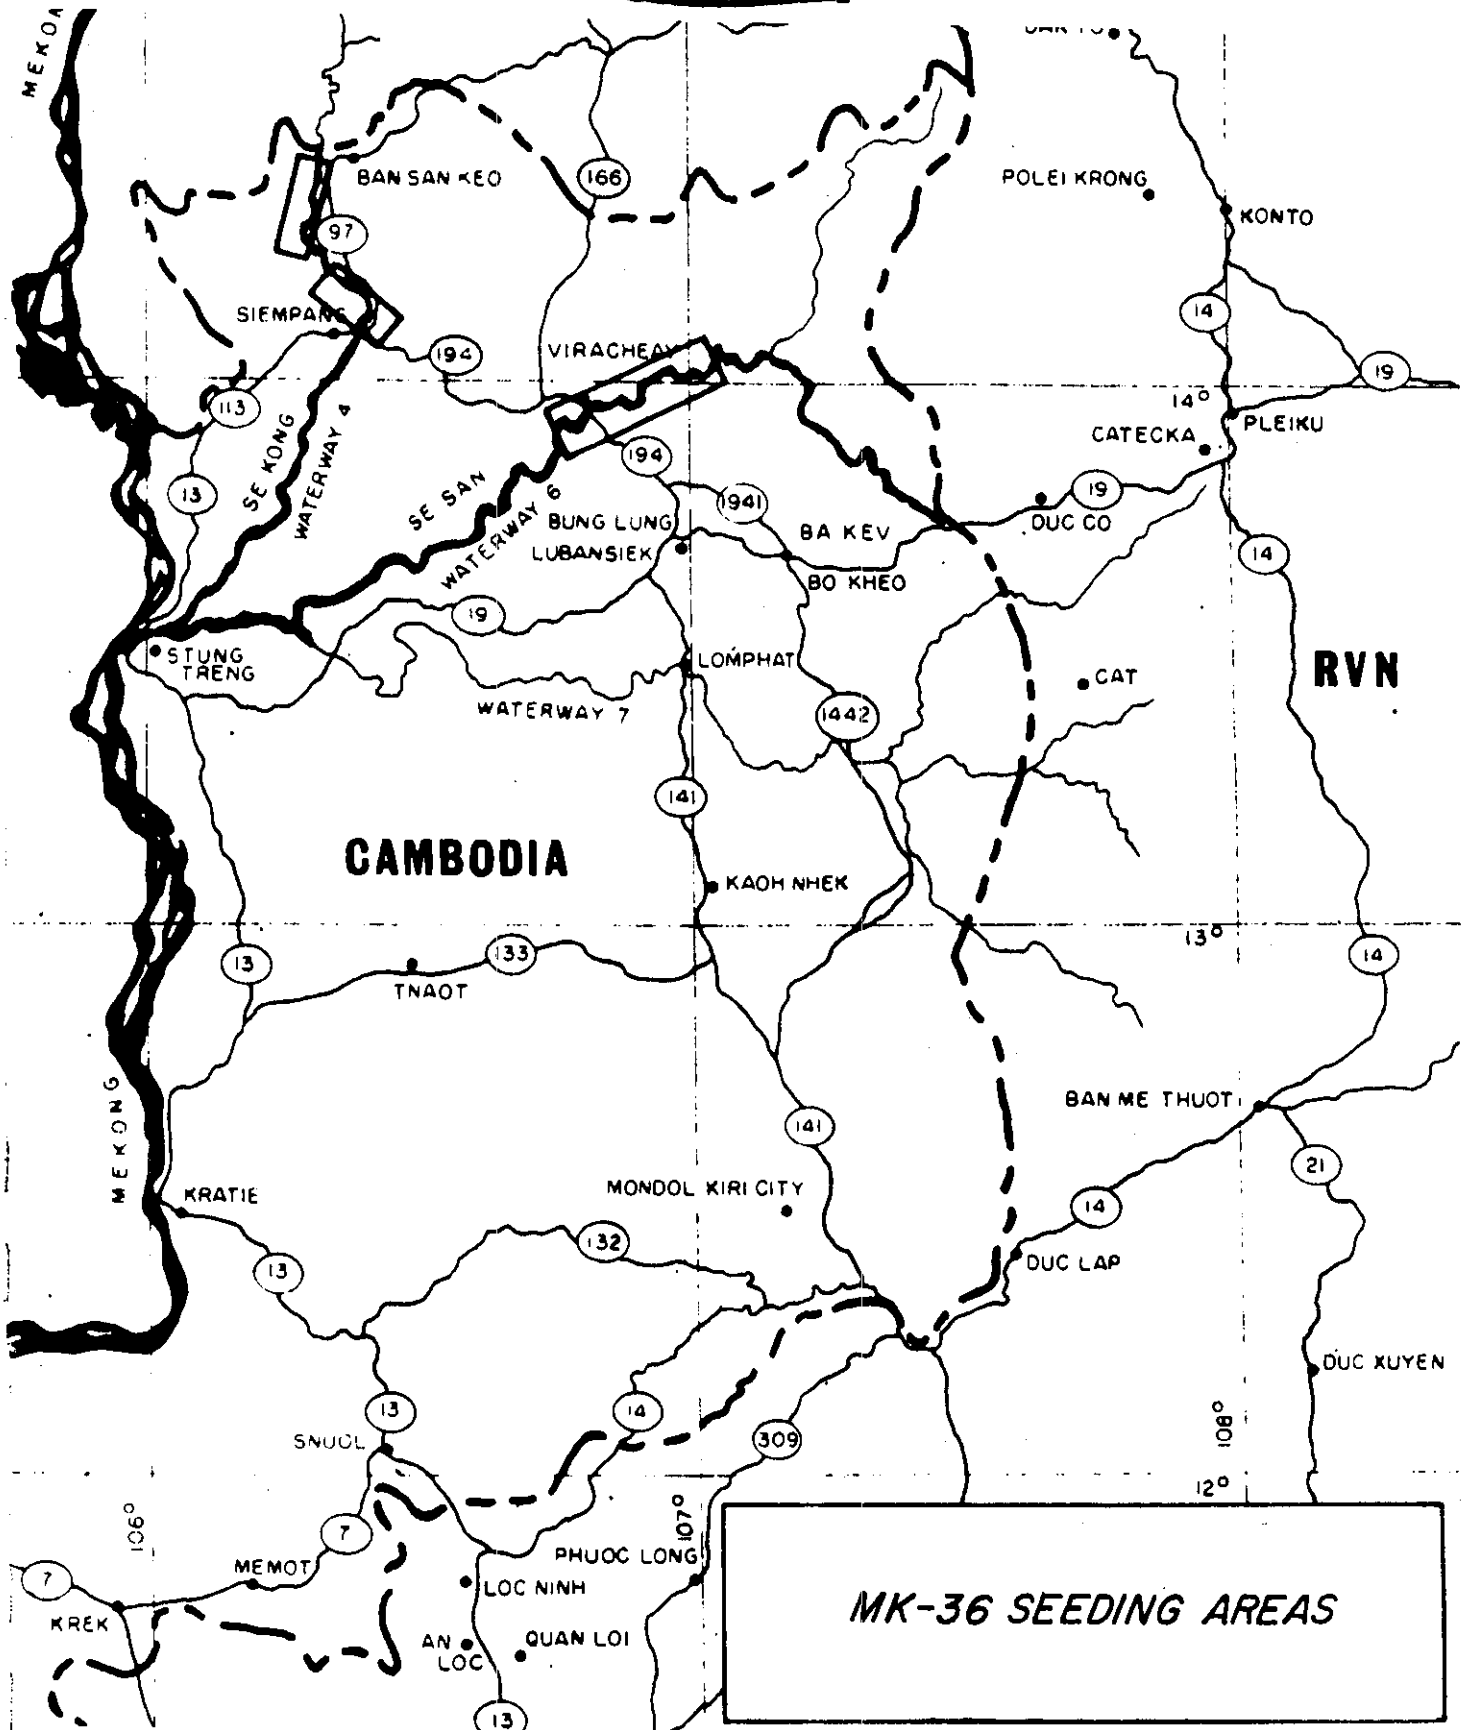 MEKON
BAN SAN KEO
166
POLEI KRONG
KONTO
97
14
SIEMPANG
194
VIRACHEAY
19
113
14°
PLEIKU
CATECKA
SE KONG
WATERWAY 4
194
13
SE SAN
WATERWAY 6
1941
19
BUNG LUNG
BA KEV
DUC CO
LUBANSIEK
14
BO KHEO
19
STUNG
TRENG
LOMPHAT
RVN
CAT
WATERWAY 7
1442
141
CAMBODIA
KAOH NHEK
13°
133
13
14
TNAOT
MEKONG
BAN ME THUOT
141
21
KRATIE
MONDOL KIRI CITY
14
132
13
DUC LAP
DUC XUYEN
13
14
108°
SNUOL
309
12°
106°
107°
7
PHUOC LONG
MEMOT
7
LOC NINH
KREK
MK-36 SEEDING AREAS
AN
LOC
QUAN LOI
13